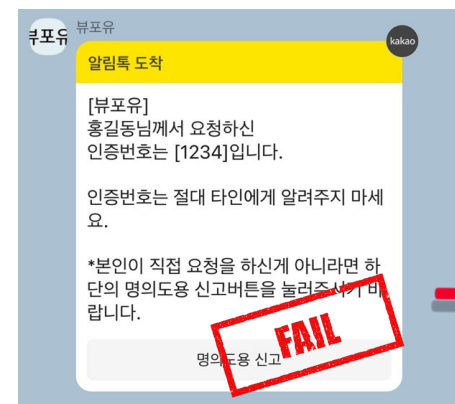 뷰포유
뷰포유
kakao
알림톡 도착
[뷰포유]
홍길동님께서 요청하신
인증번호는 [1234]입니다.
인증번호는 절대 타인에게 알려주지 마세
요.
*본인이 직접 요청을 하신게 아니라면 하
단의 명의도용 신고버튼을 눌러주시기 바
랍니다.
FAIL
명의도용 신고